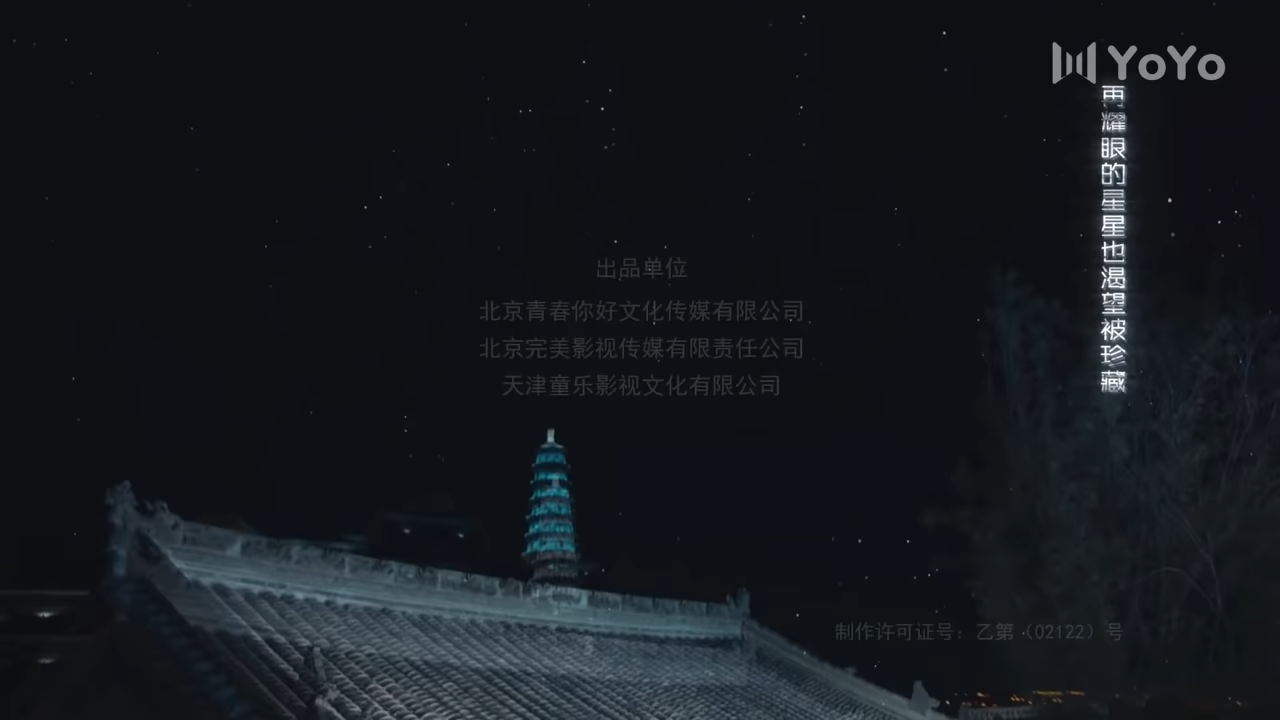 YoYo
再耀眼的星星也渴望被珍藏
出品单位
北京青春你好文化传媒有限公司
北京完美影视传媒有限责任公司
天津童乐影视文化有限公司
制作许可证号：乙第（02122）号